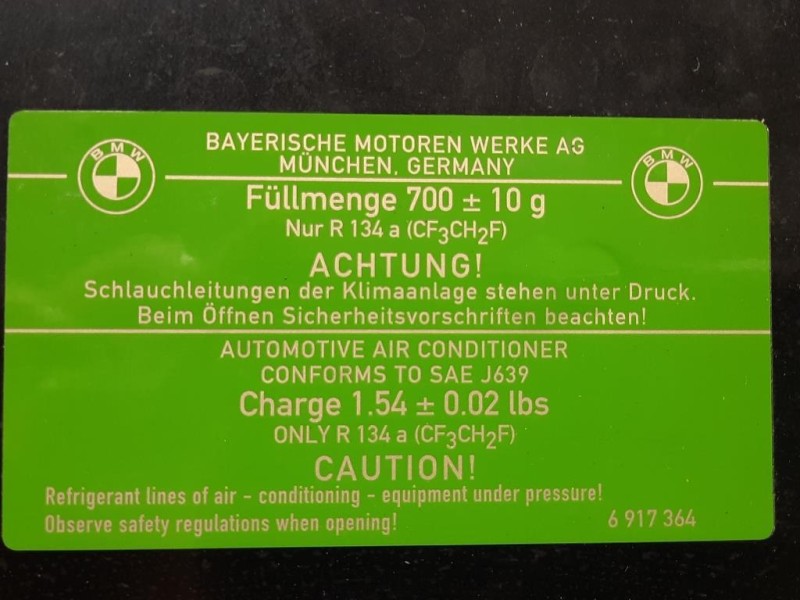 BAYERISCHE MOTOREN WERKE AG
MÜNCHEN, GERMANY
BMW
BMW
Füllmenge 700 ± 10 g
Nur R 134 a (CF₃CH₂F)
ACHTUNG!
Schlauchleitungen der Klimaanlage stehen unter Druck.
Beim Öffnen Sicherheitsvorschriften beachten!
AUTOMOTIVE AIR CONDITIONER
CONFORMS TO SAE J639
Charge 1.54 ± 0.02 lbs
ONLY R 134 a (CF₃CH₂F)
CAUTION!
Refrigerant lines of air - conditioning - equipment under pressure!
Observe safety regulations when opening!
6 917 364